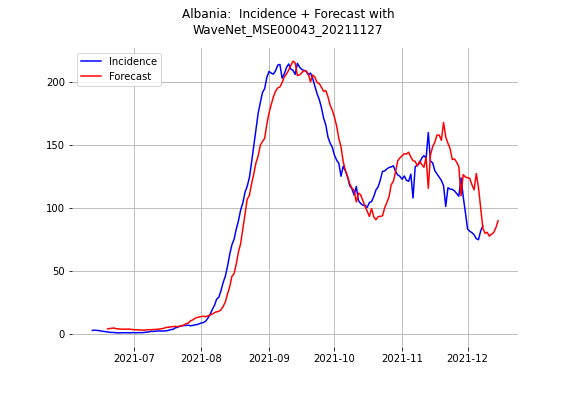 Albania:  Incidence + Forecast with
WaveNet_MSE00043_20211127
Incidence
Forecast
200
150
100
50
0
2021-07
2021-08
2021-09
2021-10
2021-11
2021-12